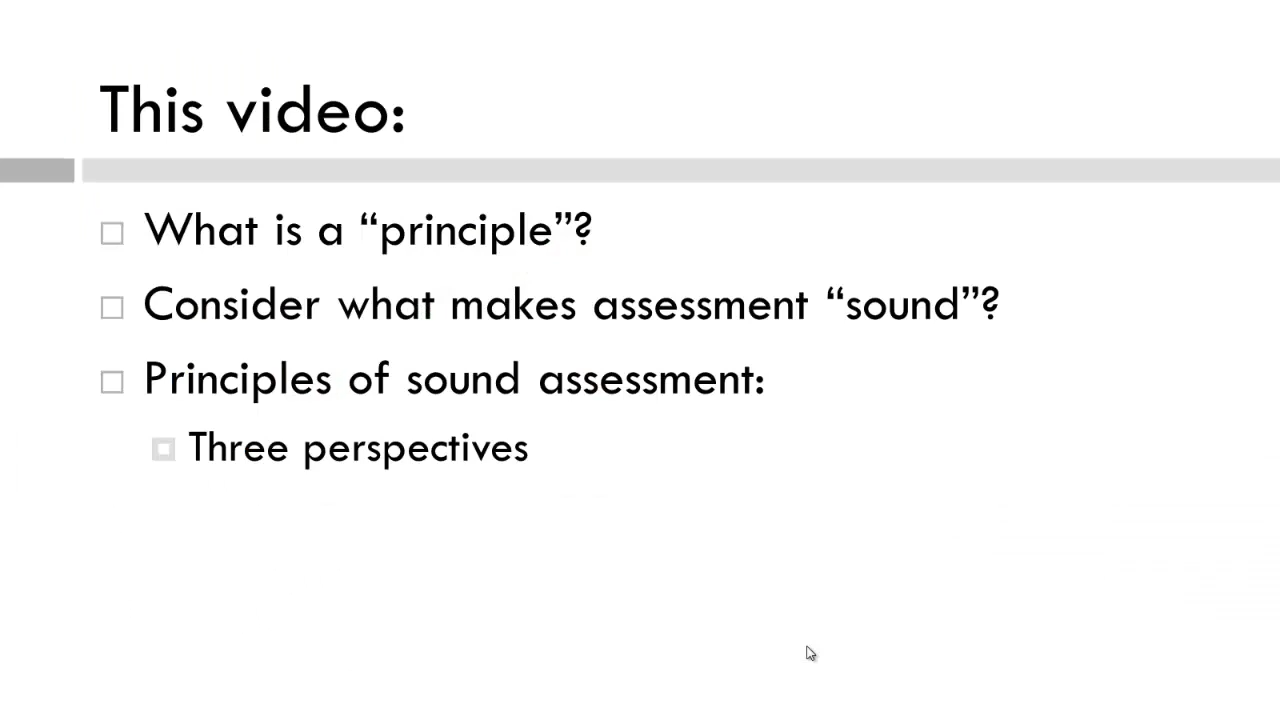 This video:
What is a “principle”?
Consider what makes assessment “sound”?
Principles of sound assessment:
Three perspectives